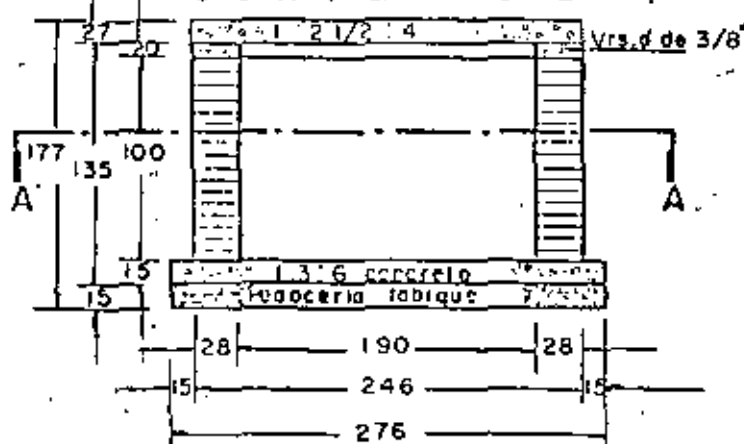 27
1 : 2 1/2 : 4
Vrs. ∅ de 3/8"
20
177
135
100
A
A
15
1:3:6 concreto
15
Pedaceria tabique
28
190
28
15
246
15
276